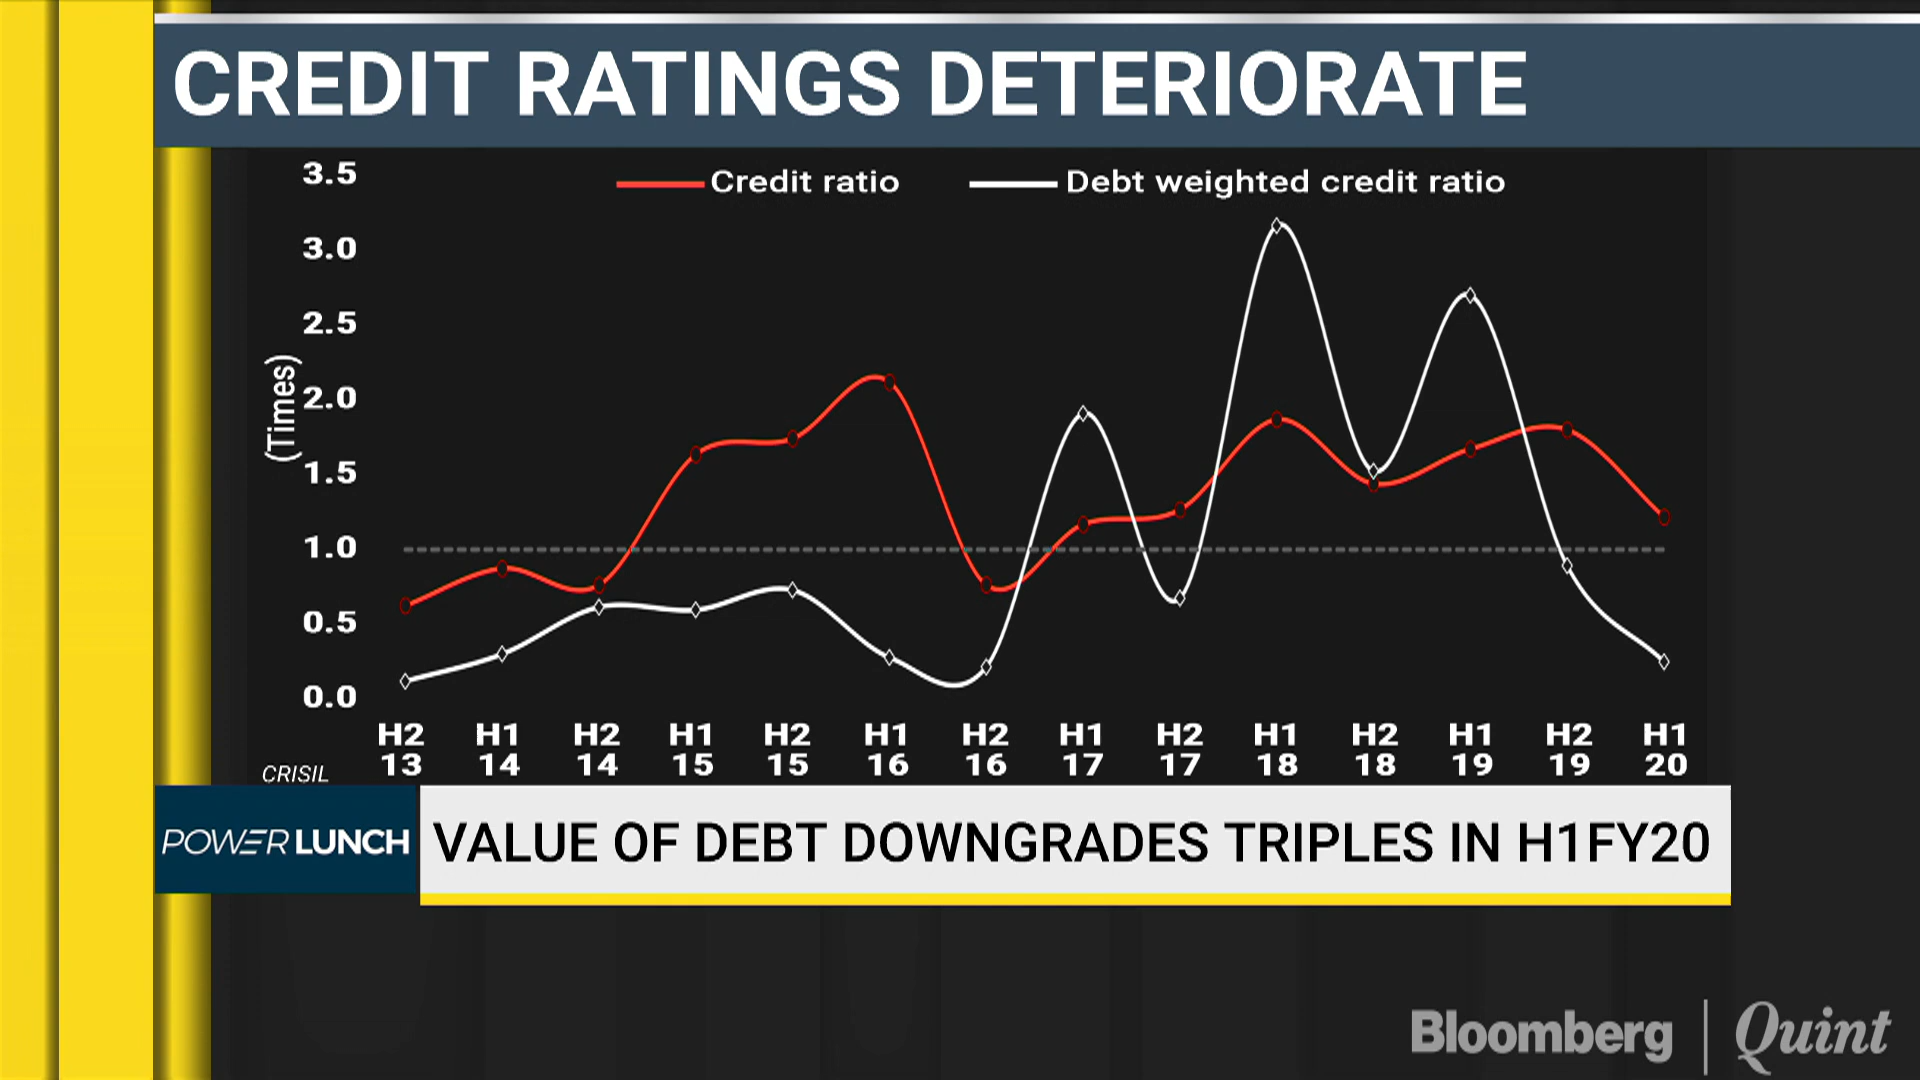 CREDIT RATINGS DETERIORATE
Credit ratio
Debt weighted credit ratio
3.5
3.0
2.5
2.0
1.5
1.0
0.5
0.0
(Times)
H2 13
H1 14
H2 14
H1 15
H2 15
H1 16
H2 16
H1 17
H2 17
H1 18
H2 18
H1 19
H2 19
H1 20
CRISIL
POWER LUNCH
VALUE OF DEBT DOWNGRADES TRIPLES IN H1FY20
Bloomberg | Quint